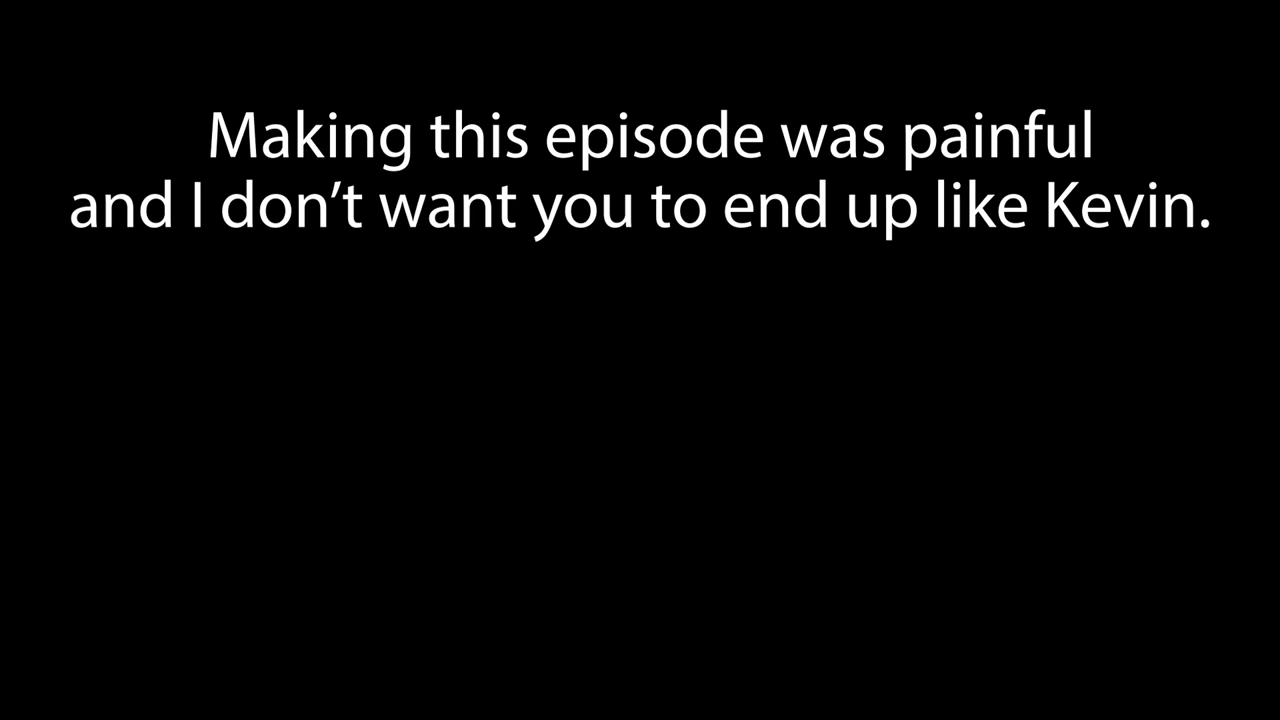 Making this episode was painful
and I don’t want you to end up like Kevin.